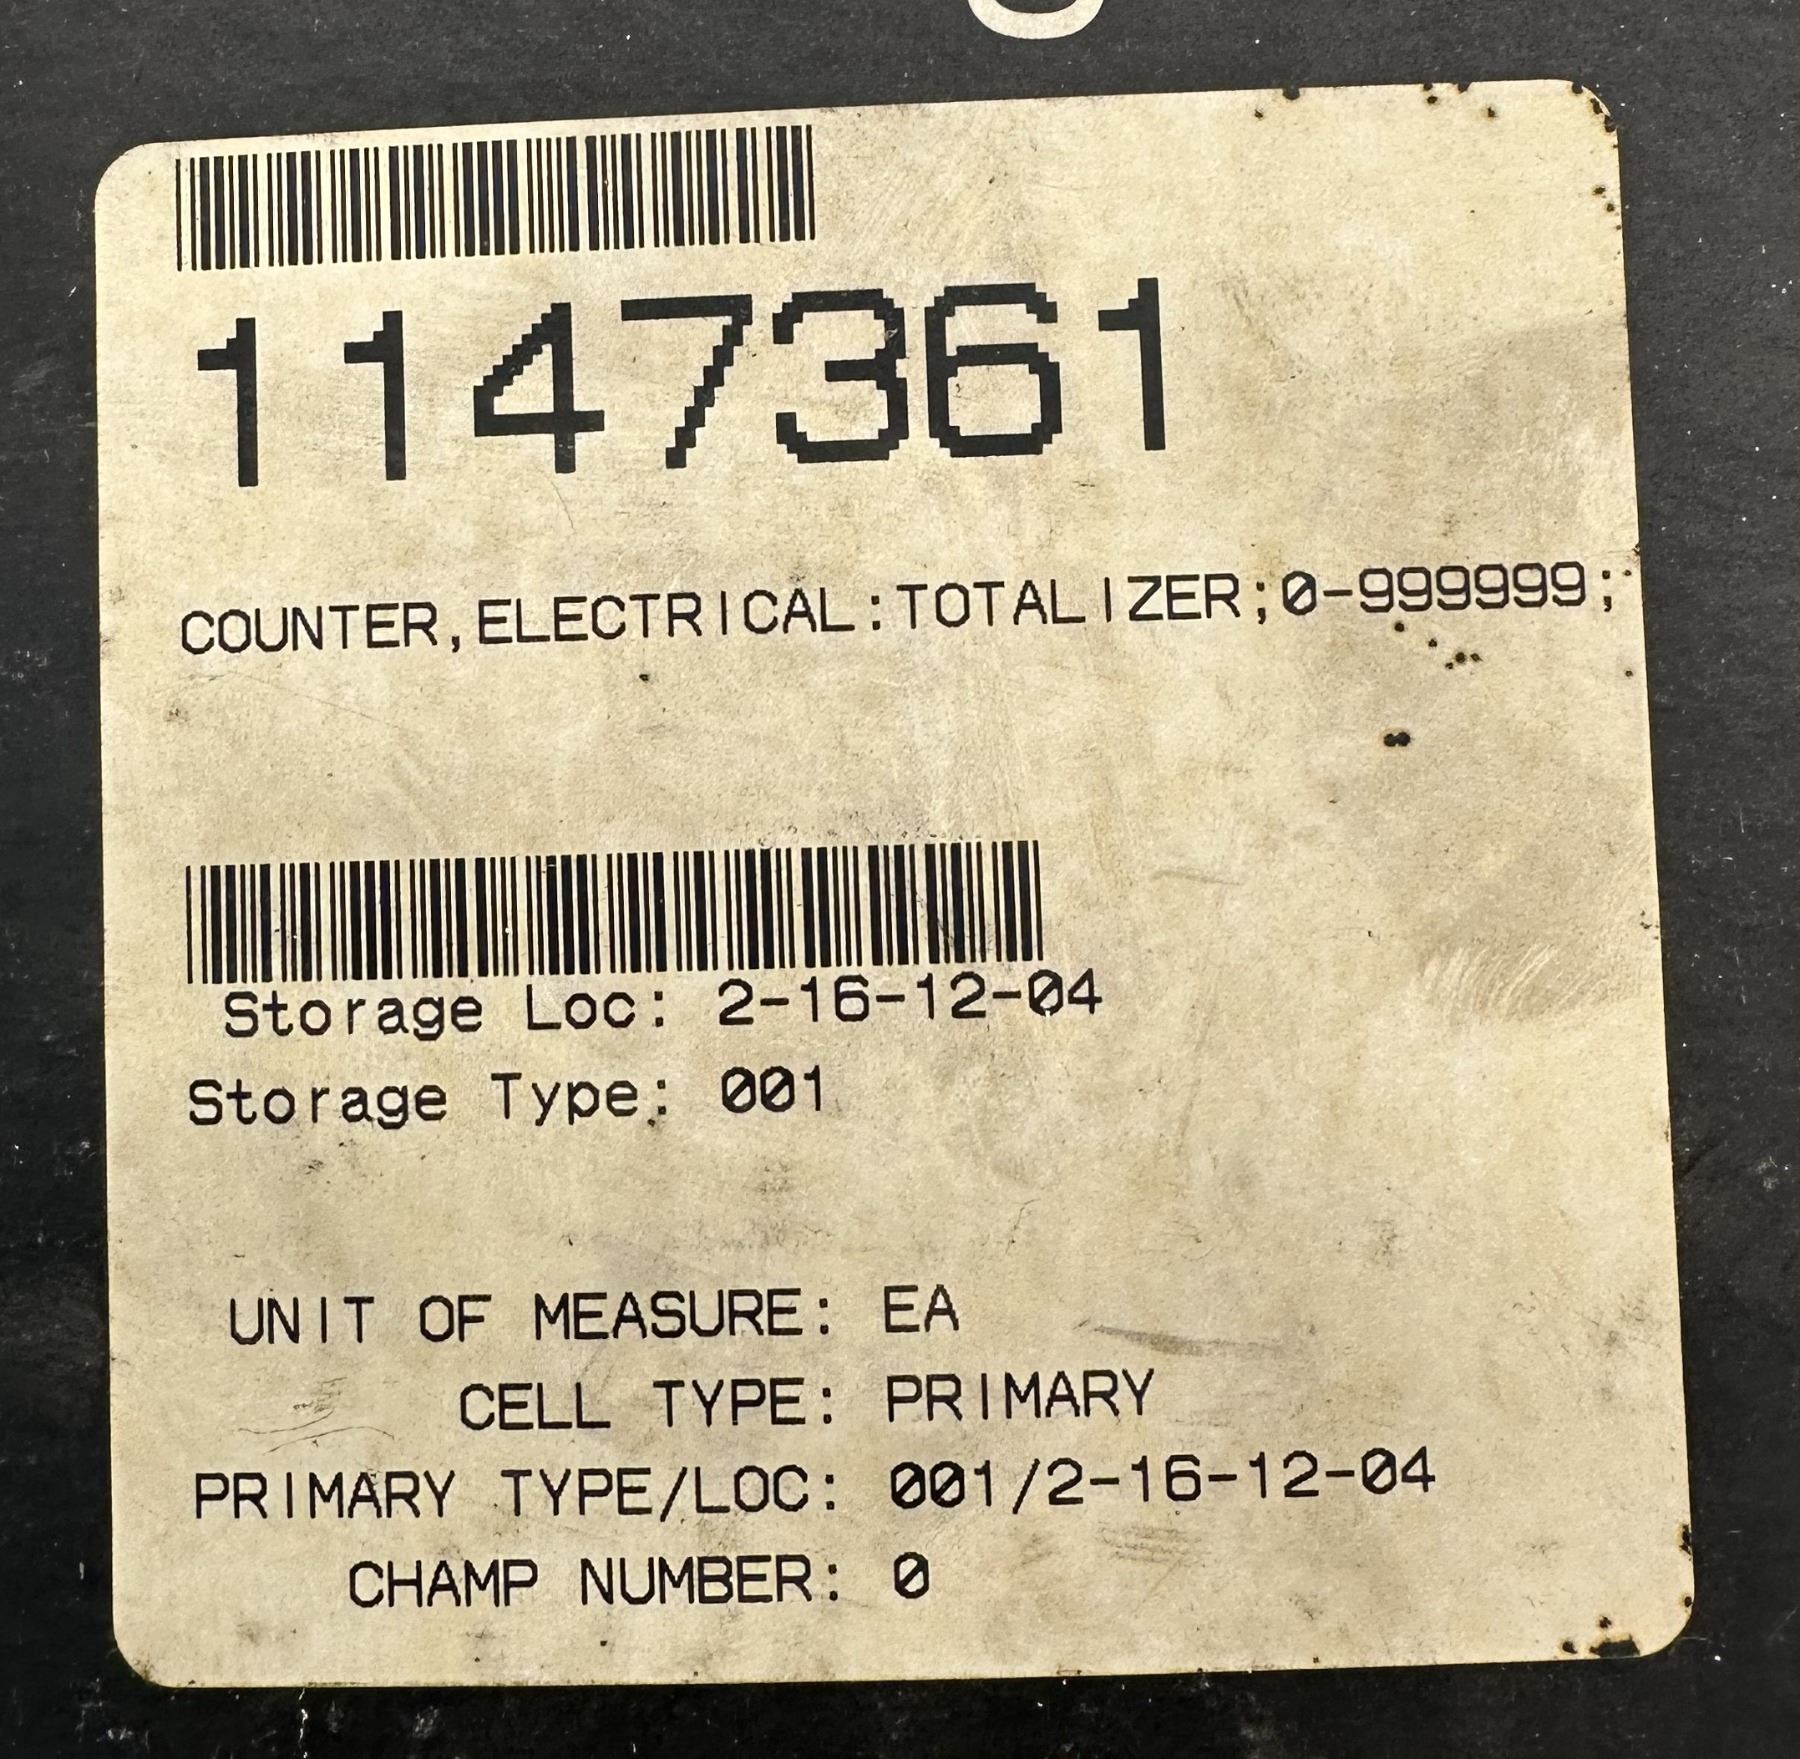 1147361
COUNTER,ELECTRICAL:TOTALIZER;0-999999;
Storage Loc: 2-16-12-04
Storage Type: 001
UNIT OF MEASURE: EA
CELL TYPE: PRIMARY
PRIMARY TYPE/LOC: 001/2-16-12-04
CHAMP NUMBER: 0